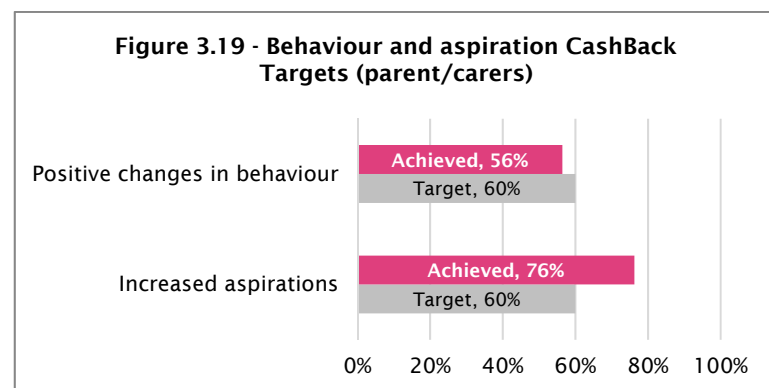 Figure 3.19 - Behaviour and aspiration CashBack
Targets (parent/carers)
Positive changes in behaviour
Achieved, 56%
Target, 60%
Increased aspirations
Achieved, 76%
Target, 60%
0% 20% 40% 60% 80% 100%